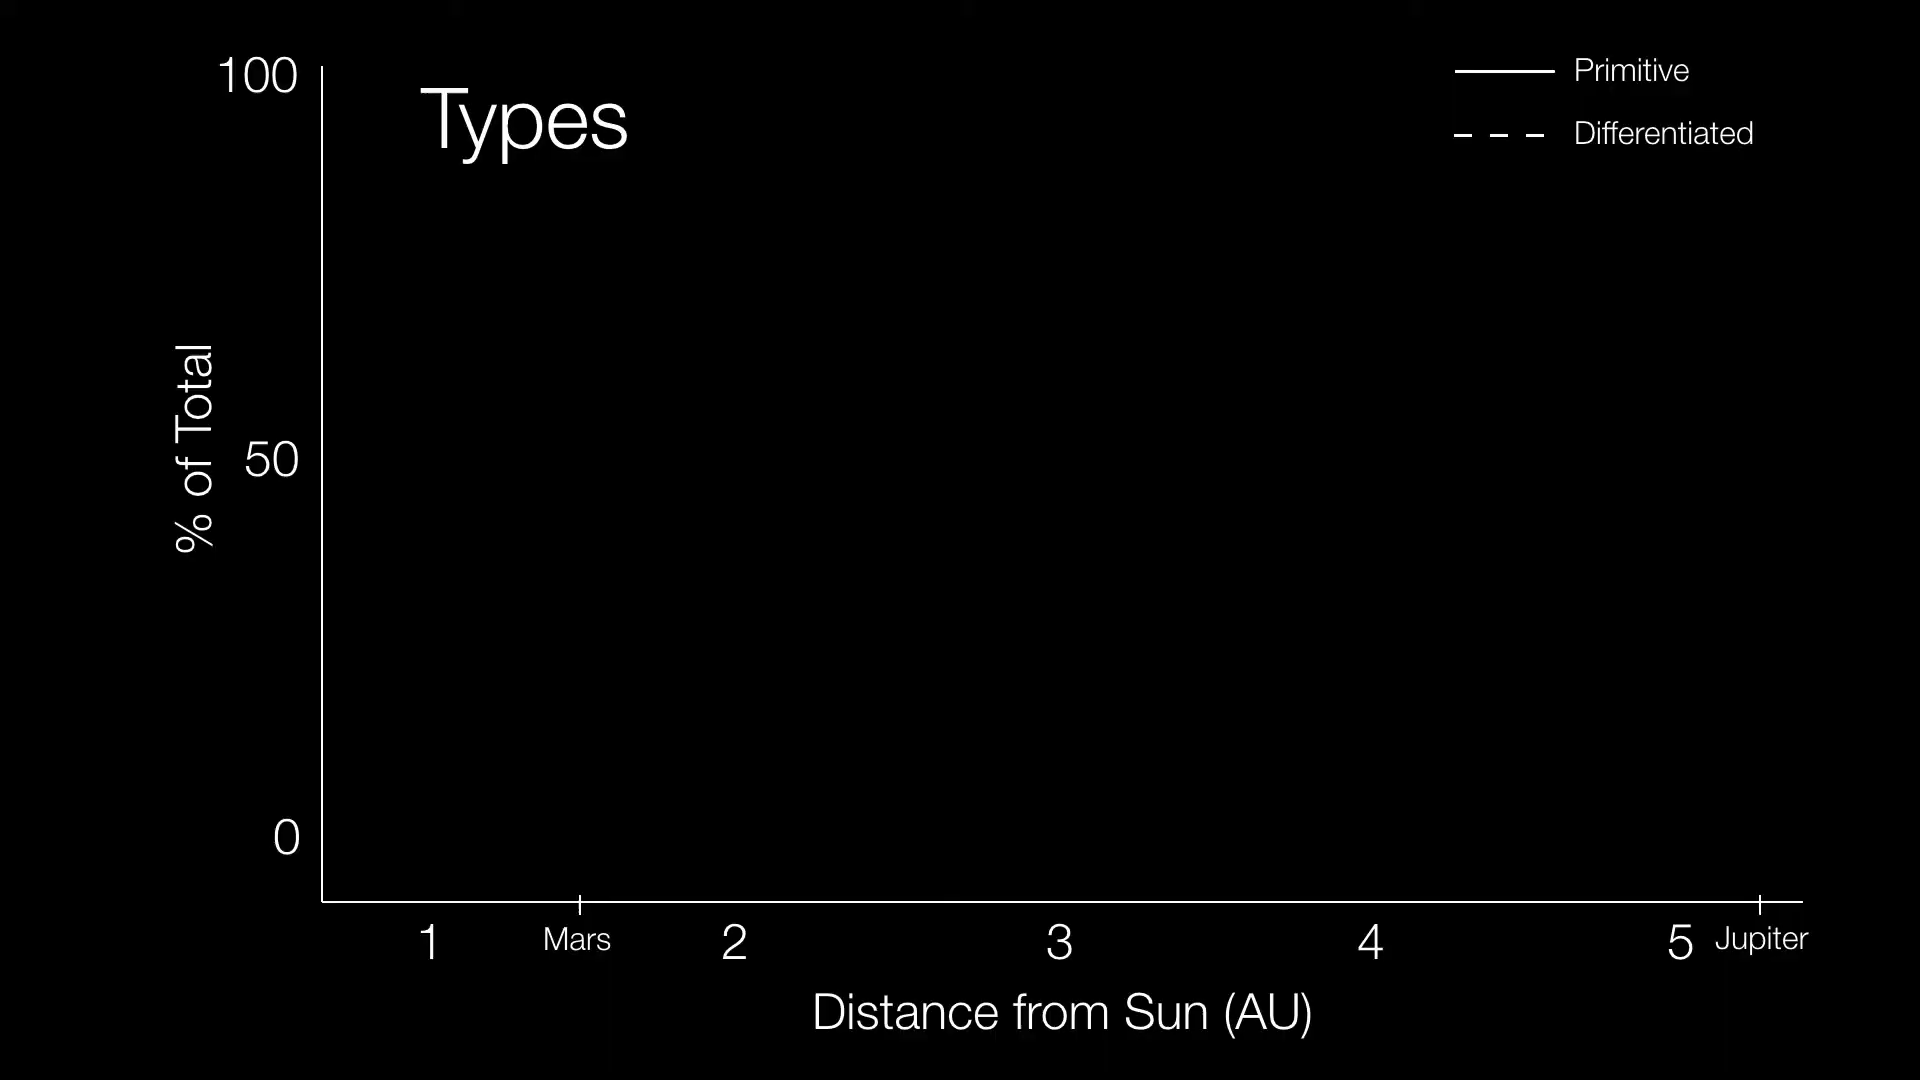 Types
Primitive
Differentiated
100
50
0
% of Total
1
Mars
2
3
4
5
Jupiter
Distance from Sun (AU)